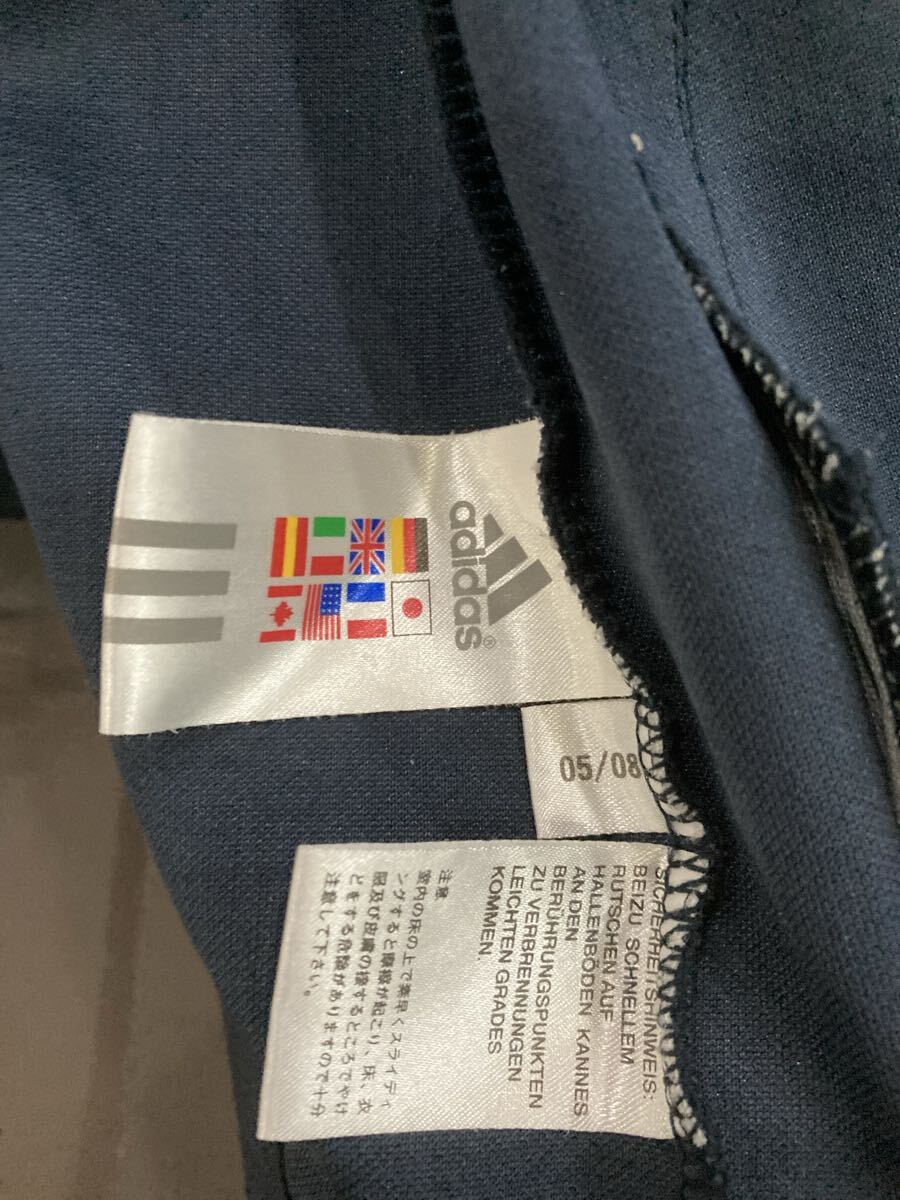 adidas®
05/08
SICHERHEITSHINWEIS:
BEIZU SCHNELLEM
RUTSCHEN AUF
HALLENBÖDEN KANNES
AN DEN
BERÜHRUNGSPUNKTEN
ZU VERBRENNUNGEN
LEICHTEN GRADES
KOMMEN.
注意
室内の床の上で素早くスライディ
ングすると摩擦が起こり、床、衣
服及び皮膚の擦するところでやけ
どをする危険がありますので十分
注意して下さい。